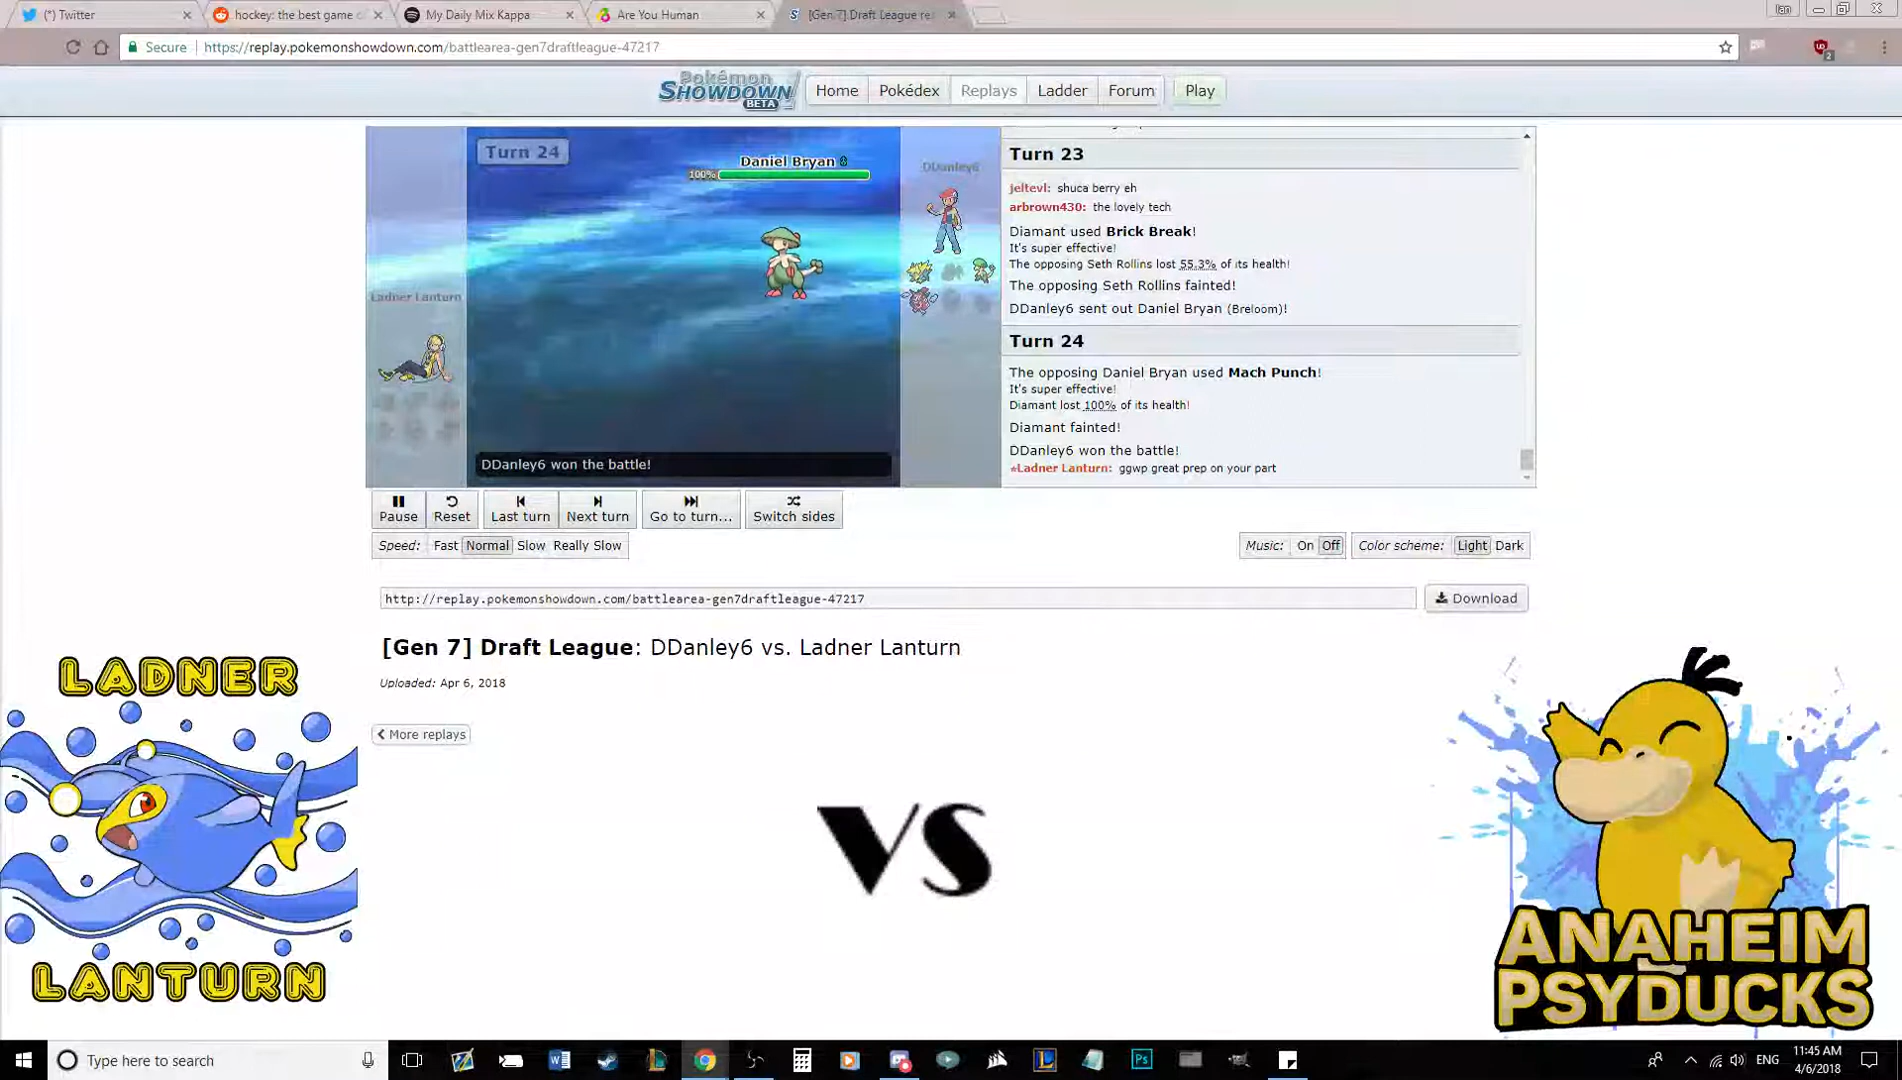 (*) Twitter
hockey: the best game o
My Daily Mix Kappa
Are You Human
[Gen 7] Draft League re
Ian
Secure
https://replay.pokemonshowdown.com/battlearea-gen7draftleague-47217
2
Pokémon
SHOWDOWN!
BETA
Home
Pokédex
Replays
Ladder
Forum
Play
Turn 24
Daniel Bryan
100%
DDanley6
Ladner Lanturn
DDanley6 won the battle!
Turn 23
jeltevl: shuca berry eh
arbrown430: the lovely tech
Diamant used Brick Break!
It's super effective!
The opposing Seth Rollins lost 55.3% of its health!
The opposing Seth Rollins fainted!
DDanley6 sent out Daniel Bryan (Breloom)!
Turn 24
The opposing Daniel Bryan used Mach Punch!
It's super effective!
Diamant lost 100% of its health!
Diamant fainted!
DDanley6 won the battle!
★Ladner Lanturn: ggwp great prep on your part
Pause
Reset
Last turn
Next turn
Go to turn...
Switch sides
Speed: Fast Normal Slow Really Slow
Music: On Off
Color scheme: Light Dark
http://replay.pokemonshowdown.com/battlearea-gen7draftleague-47217
Download
[Gen 7] Draft League: DDanley6 vs. Ladner Lanturn
Uploaded: Apr 6, 2018
More replays
LADNER
LANTURN
VS
ANAHEIM
PSYDUCKS
Type here to search
ENG
11:45 AM
4/6/2018